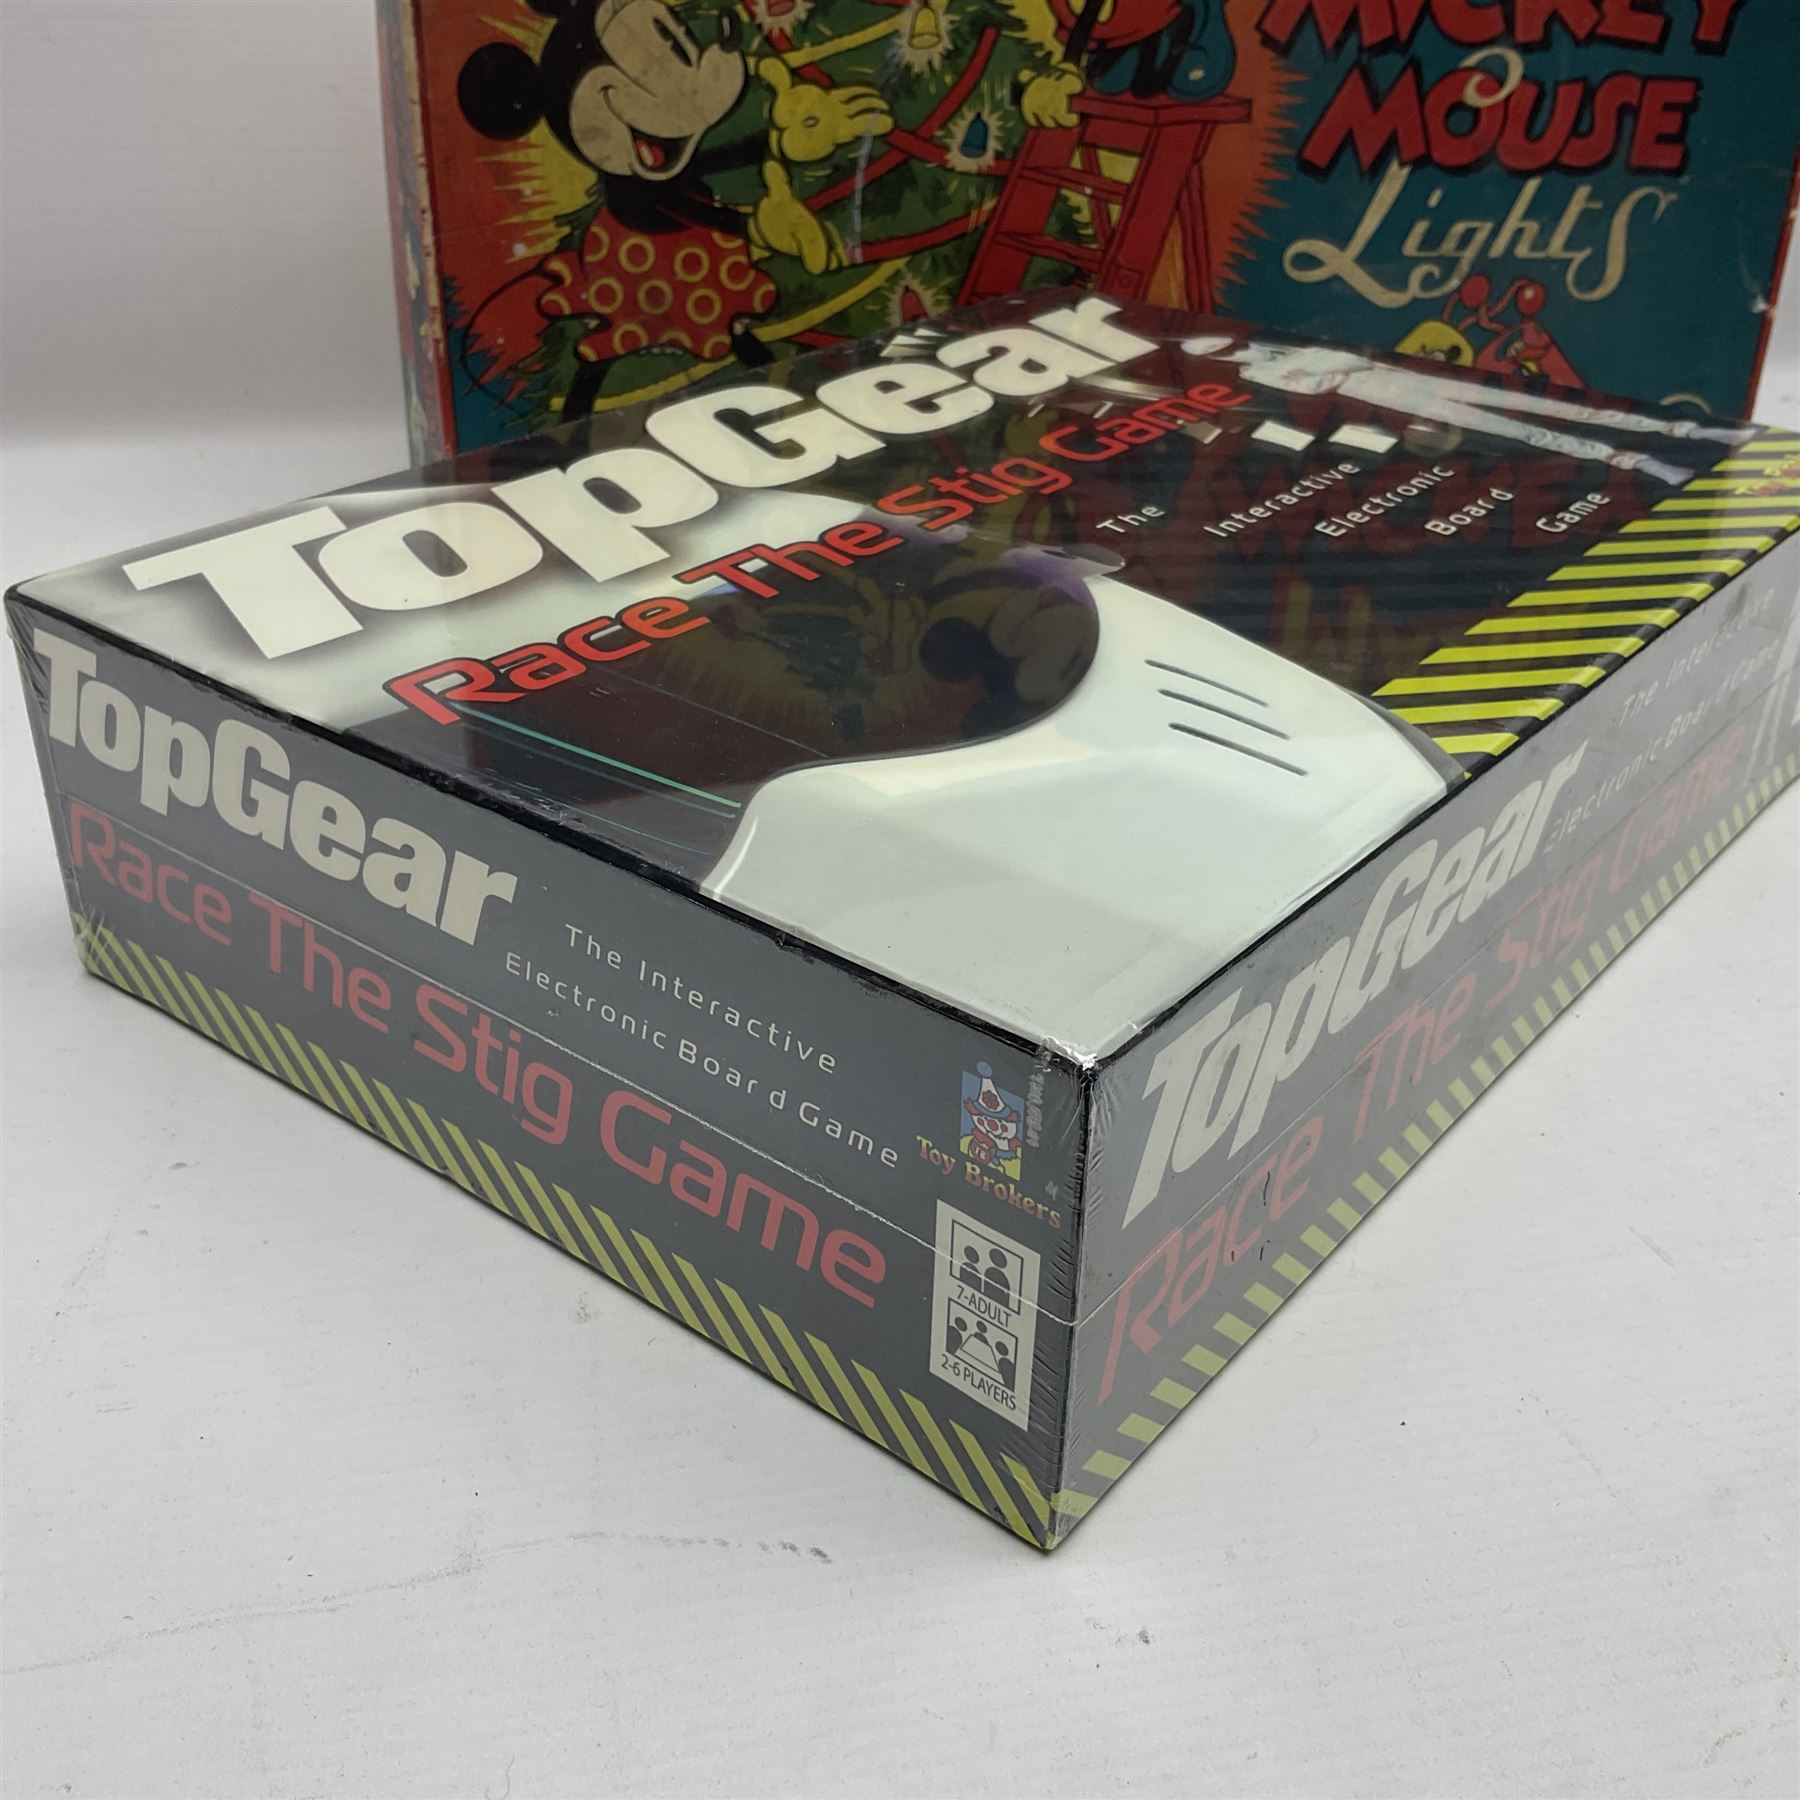 MICKEY
MOUSE
Lights
TopGear
Race The Stig Game
The Interactive Electronic Board Game
TopGear
Race The Stig Game
The Interactive
Electronic Board Game
Toy Brokers
7-ADULT
2-6 PLAYERS
TopGear
Race The Stig Game
The Interactive
Electronic Board Game